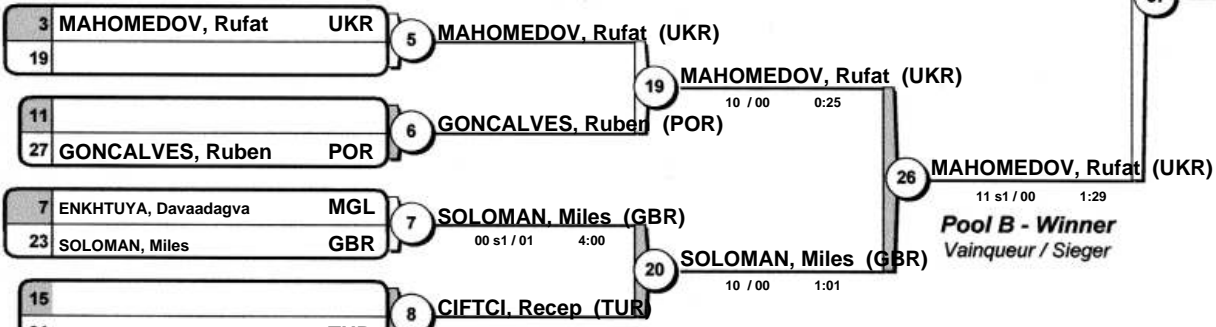 3 MAHOMEDOV, Rufat UKR
19
5
MAHOMEDOV, Rufat (UKR)
11
27 GONCALVES, Ruben POR
6
GONCALVES, Ruben (POR)
19
MAHOMEDOV, Rufat (UKR)
10 / 00 0:25
7 ENKHTUYA, Davaadagva MGL
23 SOLOMAN, Miles GBR
7
SOLOMAN, Miles (GBR)
00 s1 / 01 4:00
15
8
CIFTCI, Recep (TUR)
20
SOLOMAN, Miles (GBR)
10 / 00 1:01
26
MAHOMEDOV, Rufat (UKR)
11 s1 / 00 1:29
Pool B - Winner
Vainqueur / Sieger